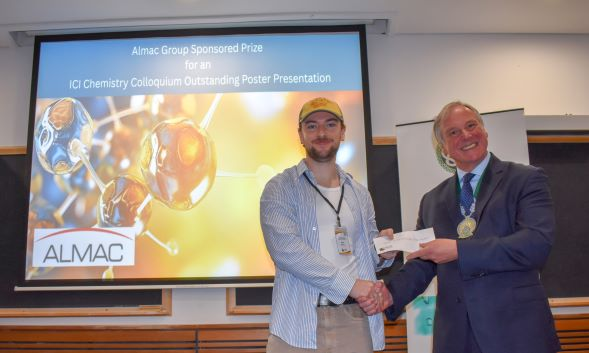 Almac Group Sponsored Prize
for an
ICI Chemistry Colloquium Outstanding Poster Presentation
ALMAC